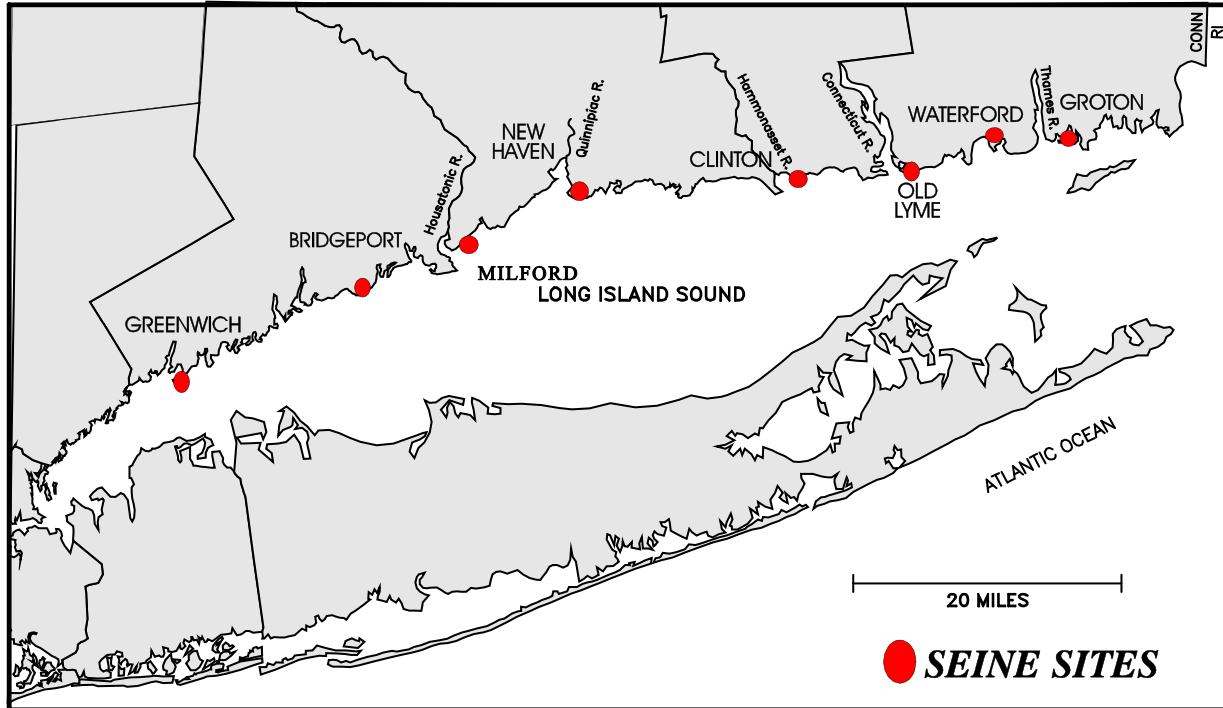 CONN
RI
Thames R.
GROTON
WATERFORD
Hammonasset R.
Connecticut R.
Quinnipiac R.
NEW
HAVEN
CLINTON
Housatonic R.
OLD
LYME
BRIDGEPORT
MILFORD
LONG ISLAND SOUND
GREENWICH
ATLANTIC OCEAN
20 MILES
SEINE SITES